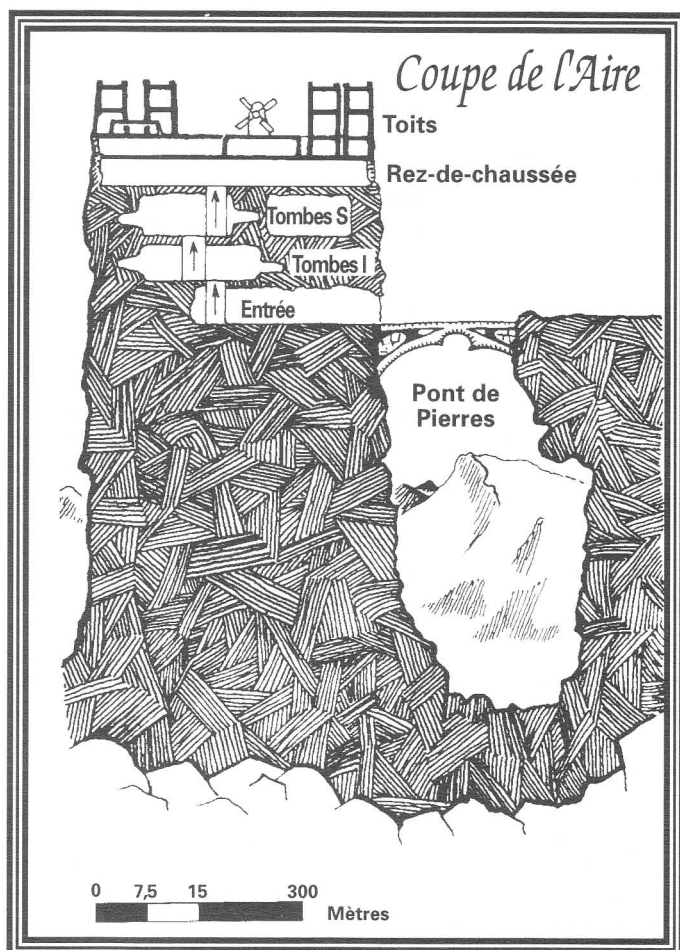 Coupe de l'Aire
Toits
Rez-de-chaussée
Tombes S
Tombes I
Entrée
Pont de
Pierres
0 7,5 15 300
Mètres